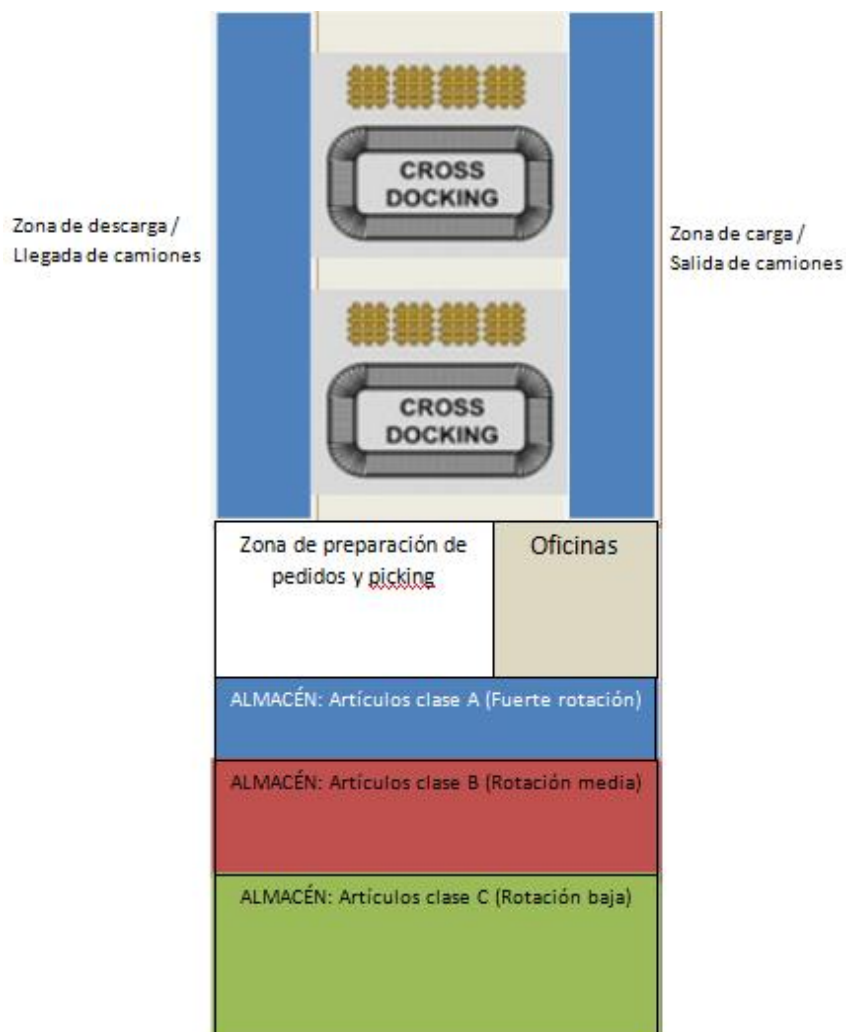 CROSS
DOCKING
Zona de descarga /
Llegada de camiones
Zona de carga /
Salida de camiones
CROSS
DOCKING
Zona de preparación de
pedidos y picking
Oficinas
ALMACÉN: Artículos clase A (Fuerte rotación)
ALMACÉN: Artículos clase B (Rotación media)
ALMACÉN: Artículos clase C (Rotación baja)